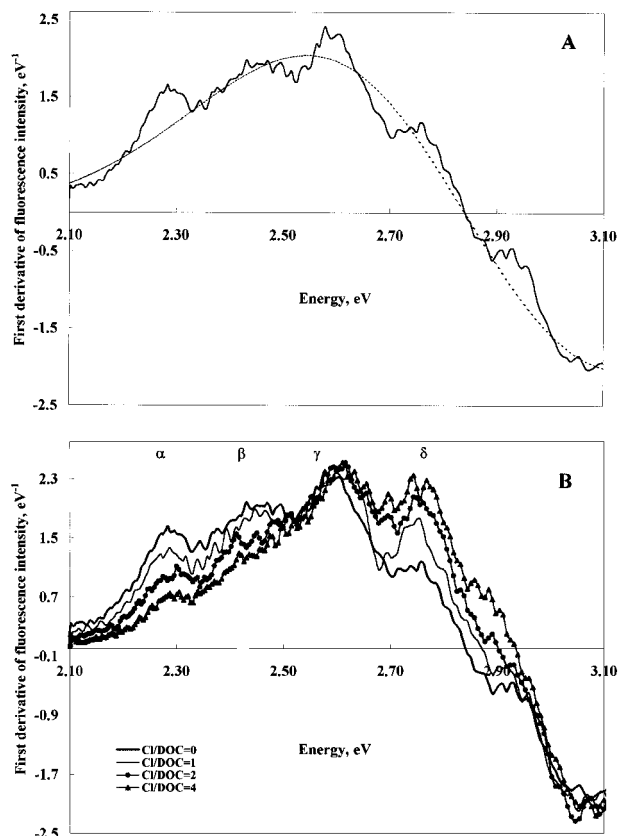 A
First derivative of fluorescence intensity, eV-1
2.5
1.5
0.5
-0.5
-1.5
-2.5
2.10 2.30 2.50 2.70 2.90 3.10
Energy, eV
B
First derivative of fluorescence intensity, eV-1
α β γ δ
2.3
1.5
0.7
-0.1
-0.9
-1.7
-2.5
2.10 2.30 2.50 2.70 2.90 3.10
Energy, eV
Cl/DOC=0
Cl/DOC=1
Cl/DOC=2
Cl/DOC=4